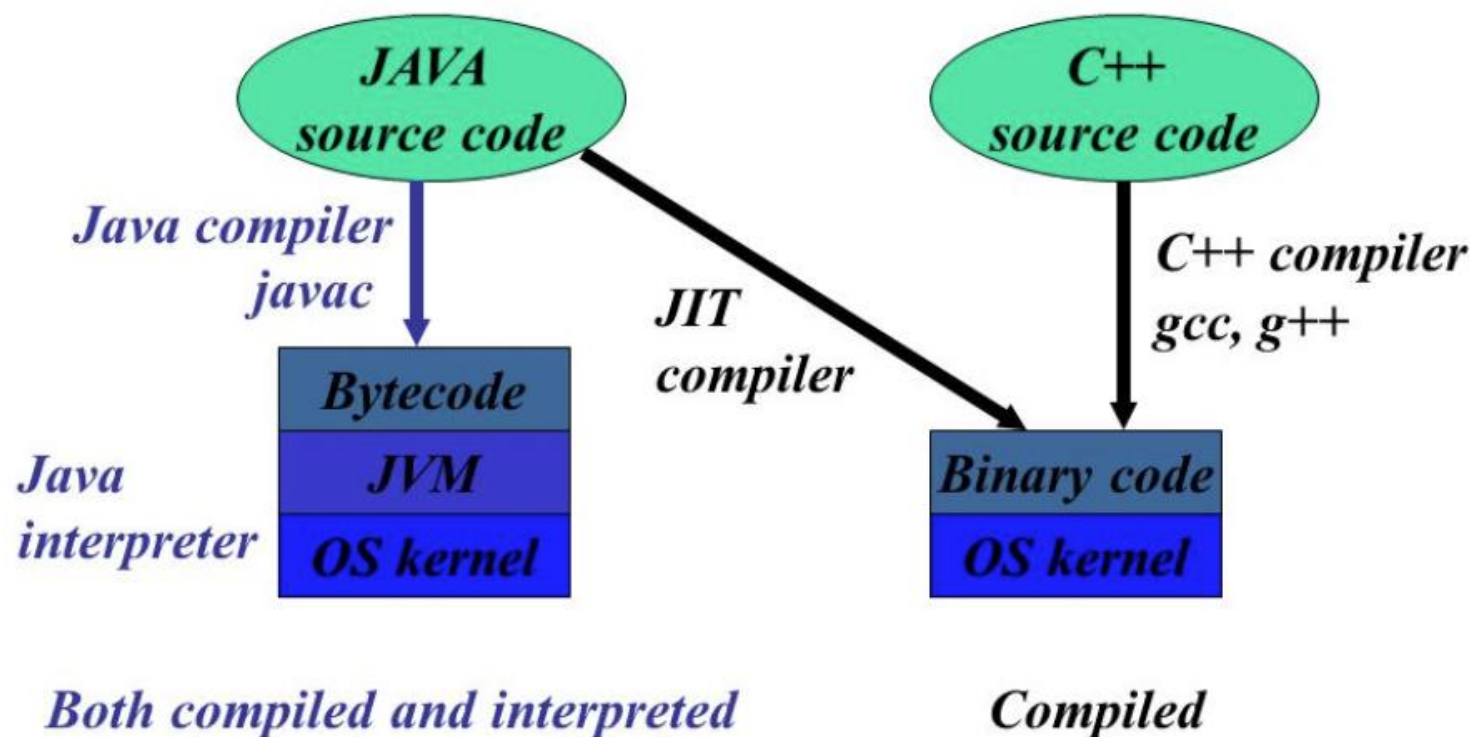 JAVA
source code
C++
source code
Java compiler
javac
JIT
compiler
C++ compiler
gcc, g++
Bytecode
JVM
OS kernel
Java
interpreter
Binary code
OS kernel
Both compiled and interpreted
Compiled